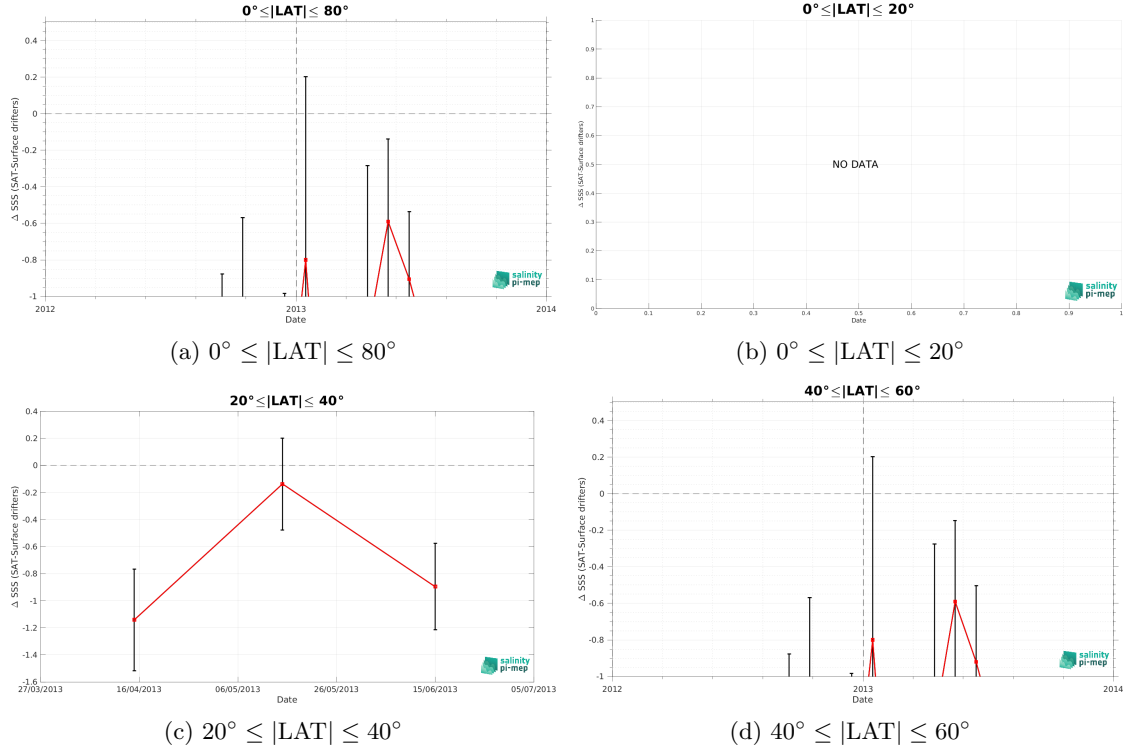 0°≤|LAT|≤ 80°
0.4
0.2
0
-0.2
-0.4
-0.6
-0.8
-1
Δ SSS (SAT-Surface drifters)
2012
2013
2014
Date
salinity
pi-mep
(a) 0° ≤ |LAT| ≤ 80°
0°≤|LAT|≤ 20°
1
0.9
0.8
0.7
0.6
0.5
0.4
0.3
0.2
0.1
0
Δ SSS (SAT-Surface drifters)
NO DATA
0
0.1
0.2
0.3
0.4
0.5
0.6
0.7
0.8
0.9
1
Date
salinity
pi-mep
(b) 0° ≤ |LAT| ≤ 20°
20°≤|LAT|≤ 40°
0.4
0.2
0
-0.2
-0.4
-0.6
-0.8
-1
-1.2
-1.4
-1.6
Δ SSS (SAT-Surface drifters)
27/03/2013
16/04/2013
06/05/2013
26/05/2013
15/06/2013
05/07/2013
Date
salinity
pi-mep
(c) 20° ≤ |LAT| ≤ 40°
40°≤|LAT|≤ 60°
0.4
0.2
0
-0.2
-0.4
-0.6
-0.8
-1
Δ SSS (SAT-Surface drifters)
2012
2013
2014
Date
salinity
pi-mep
(d) 40° ≤ |LAT| ≤ 60°